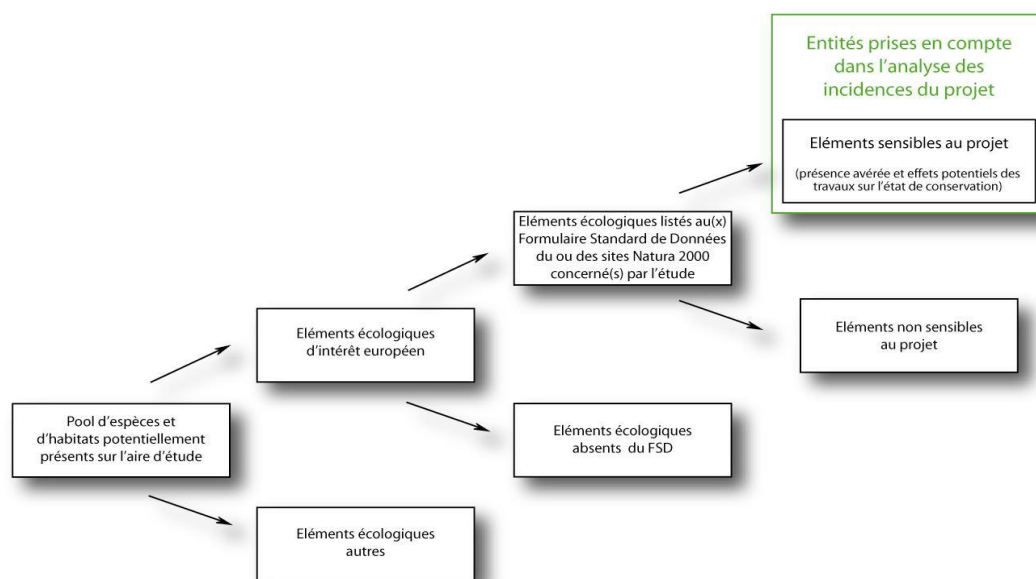 Entités prises en compte
dans l'analyse des
incidences du projet
Eléments sensibles au projet
(présence avérée et effets potentiels des
travaux sur l'état de conservation)
Eléments écologiques listés au(x)
Formulaire Standard de Données
du ou des sites Natura 2000
concerné(s) par l'étude
Eléments non sensibles
au projet
Eléments écologiques
d'intérêt européen
Pool d'espèces et
d'habitats potentiellement
présents sur l'aire d'étude
Eléments écologiques
absents du FSD
Eléments écologiques
autres